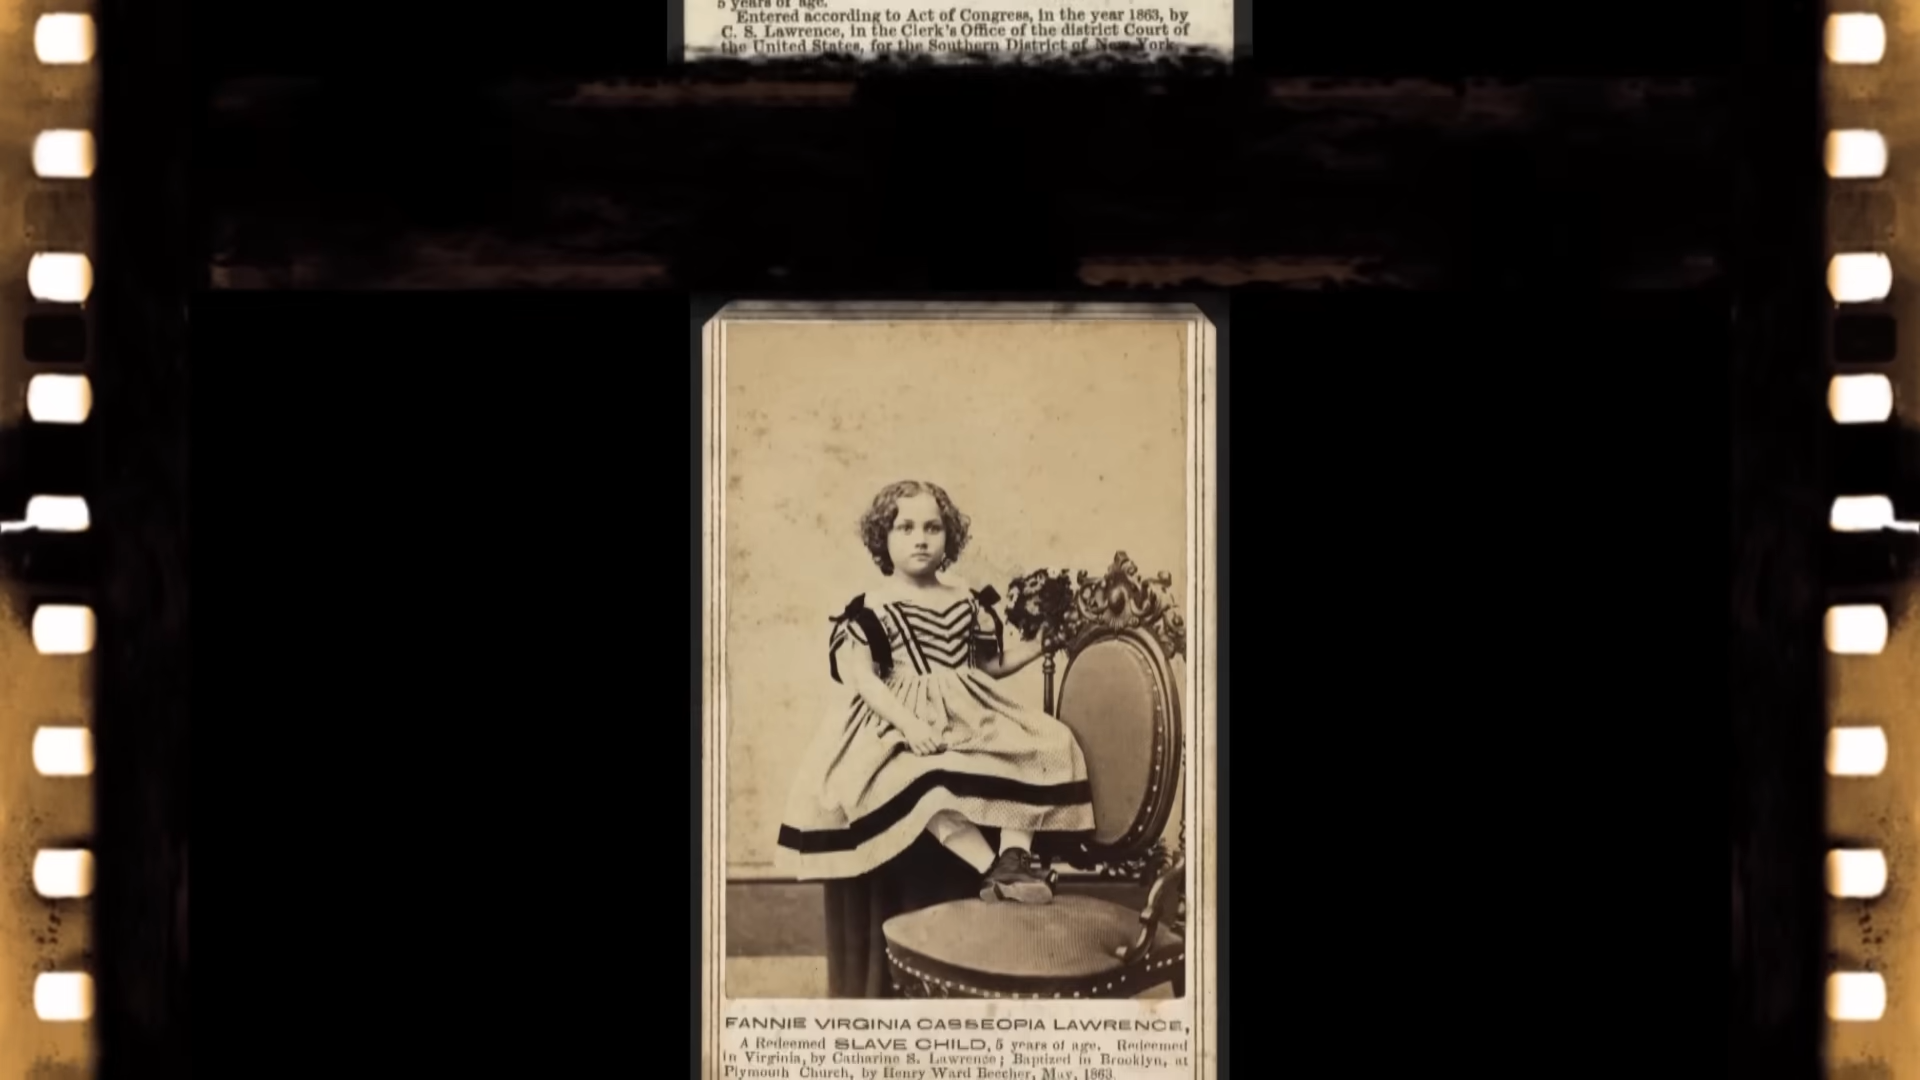 5 years of age.
Entered according to Act of Congress, in the year 1863, by
C. S. Lawrence, in the Clerk's Office of the district Court of
the United States, for the Southern District of New York.
FANNIE VIRGINIA CASSEOPIA LAWRENCE,
A Redeemed SLAVE CHILD, 5 years of age. Redeemed
in Virginia, by Catharine S. Lawrence; Baptized in Brooklyn, at
Plymouth Church, by Henry Ward Beecher, May, 1863.